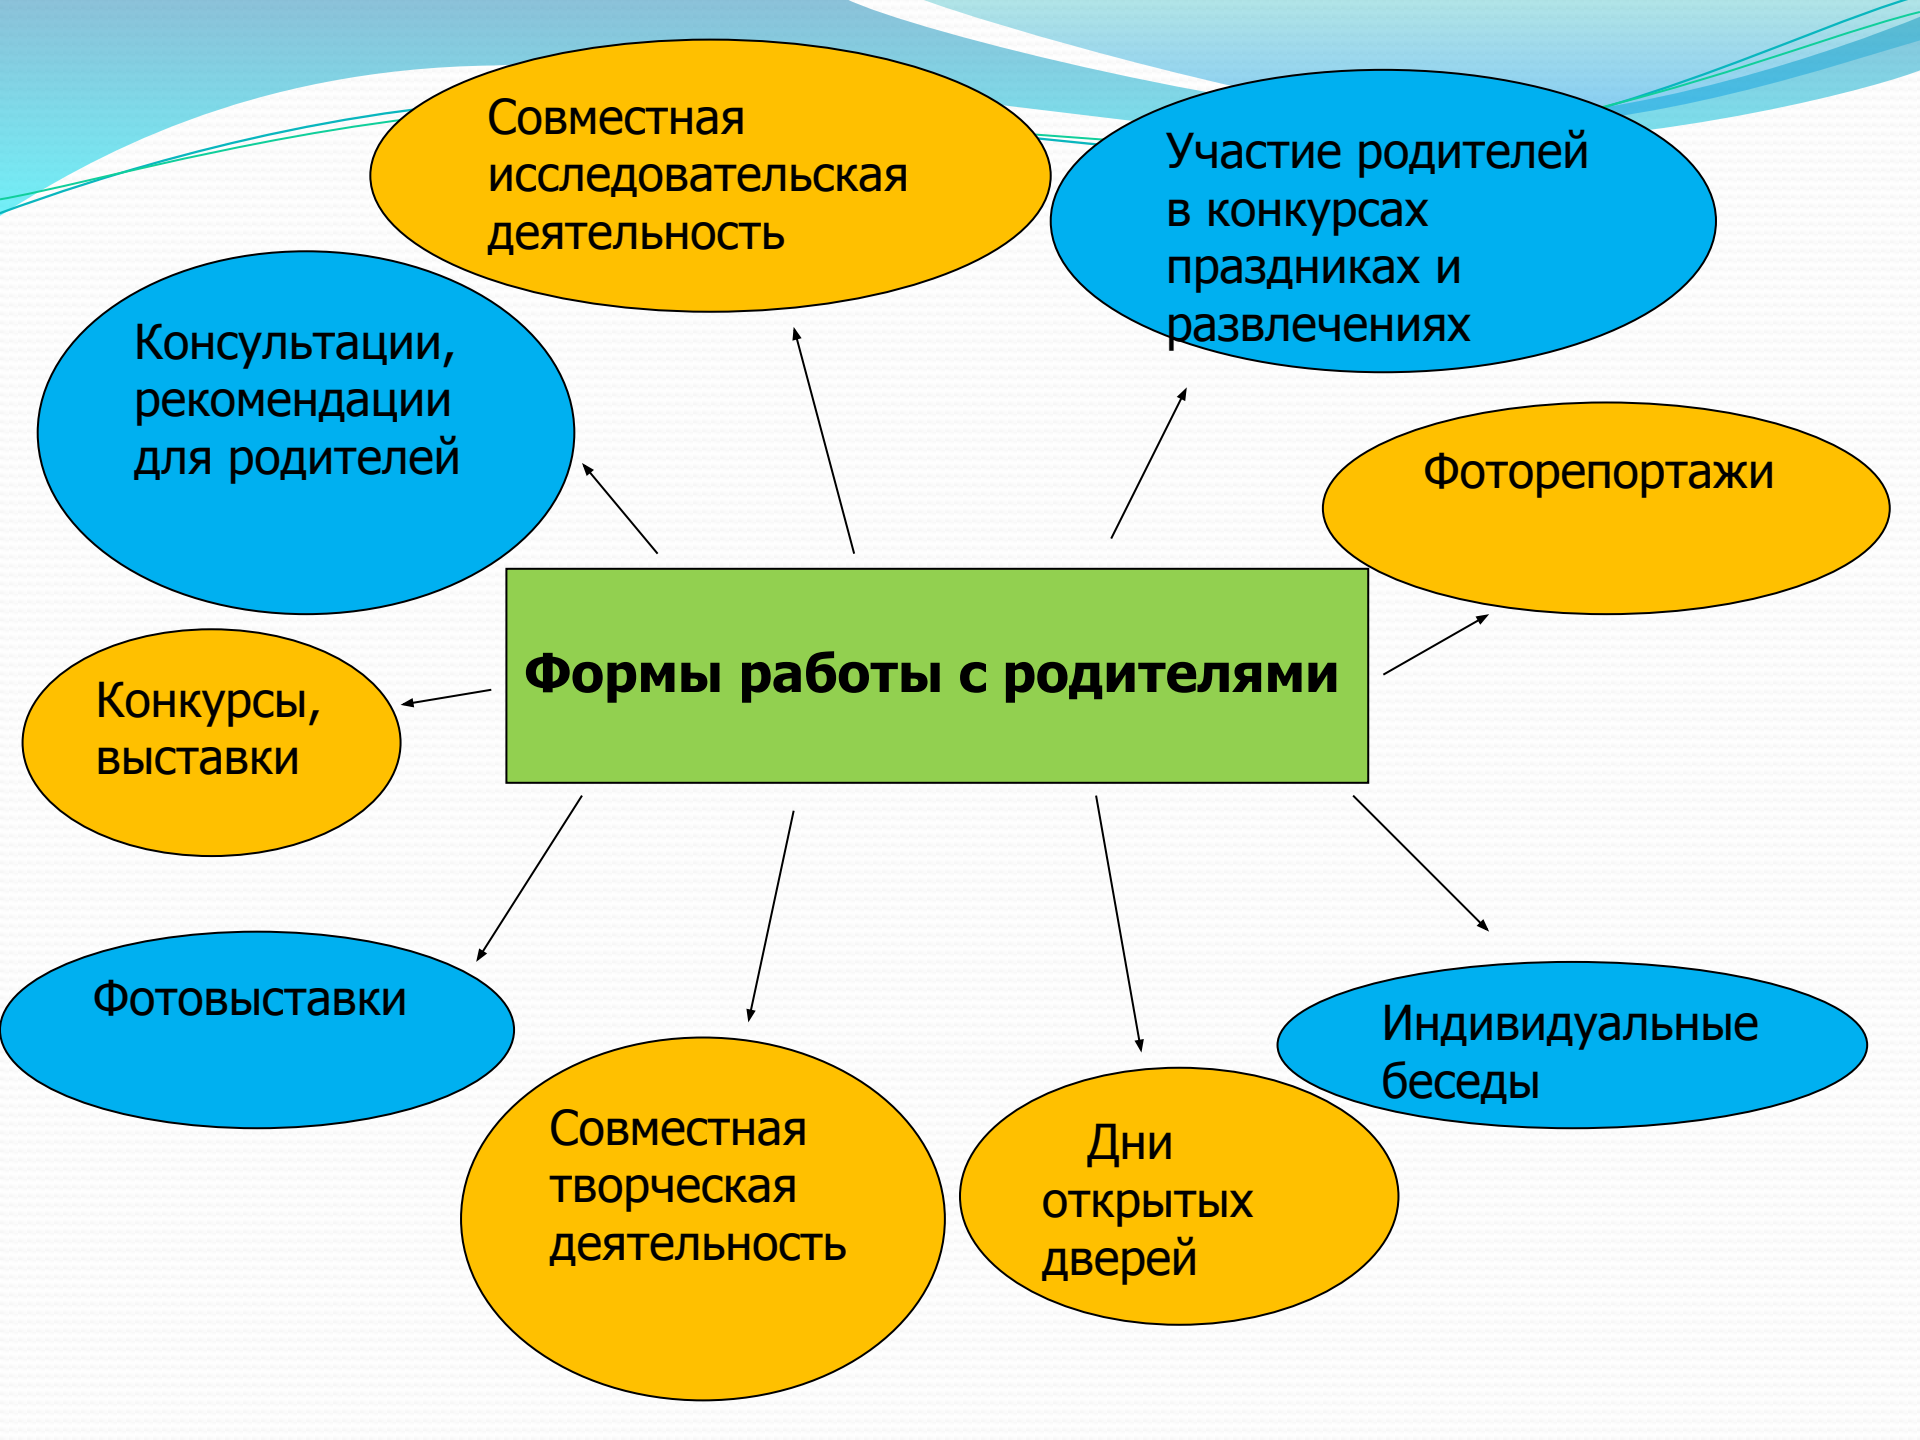 Совместная
исследовательская
деятельность
Участие родителей
в конкурсах
праздниках и
развлечениях
Консультации,
рекомендации
для родителей
Фоторепортажи
Формы работы с родителями
Конкурсы,
выставки
Фотовыставки
Индивидуальные
беседы
Совместная
творческая
деятельность
Дни
открытых
дверей